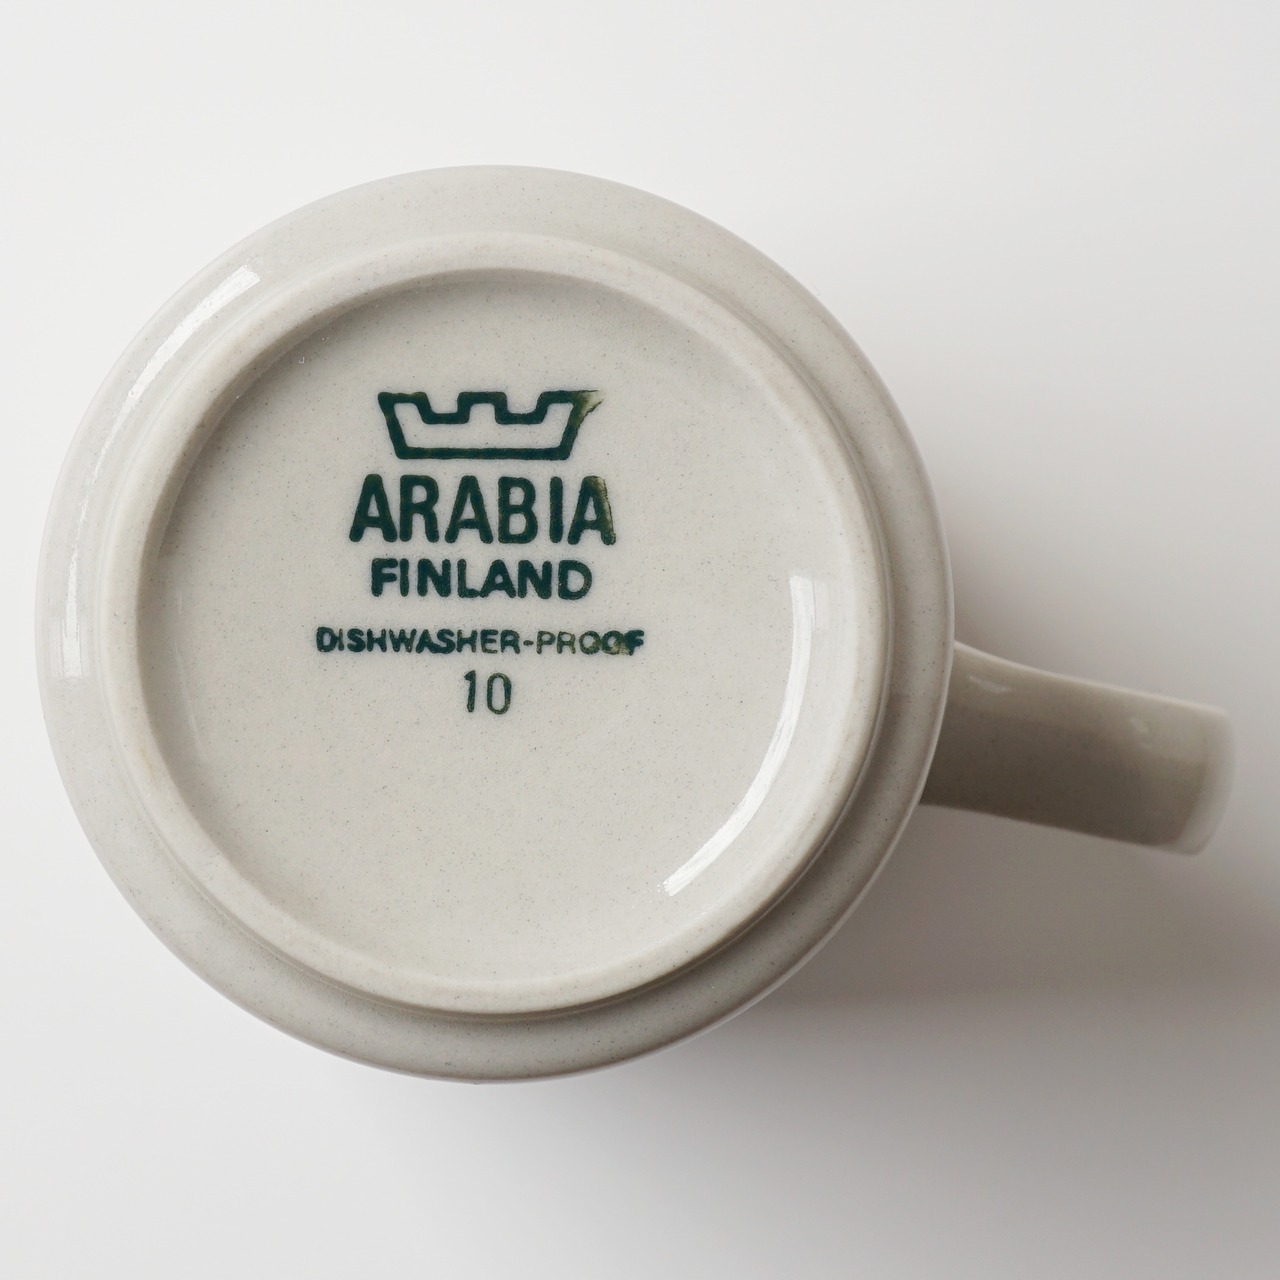 ARABIA
FINLAND
DISHWASHER-PROOF
10